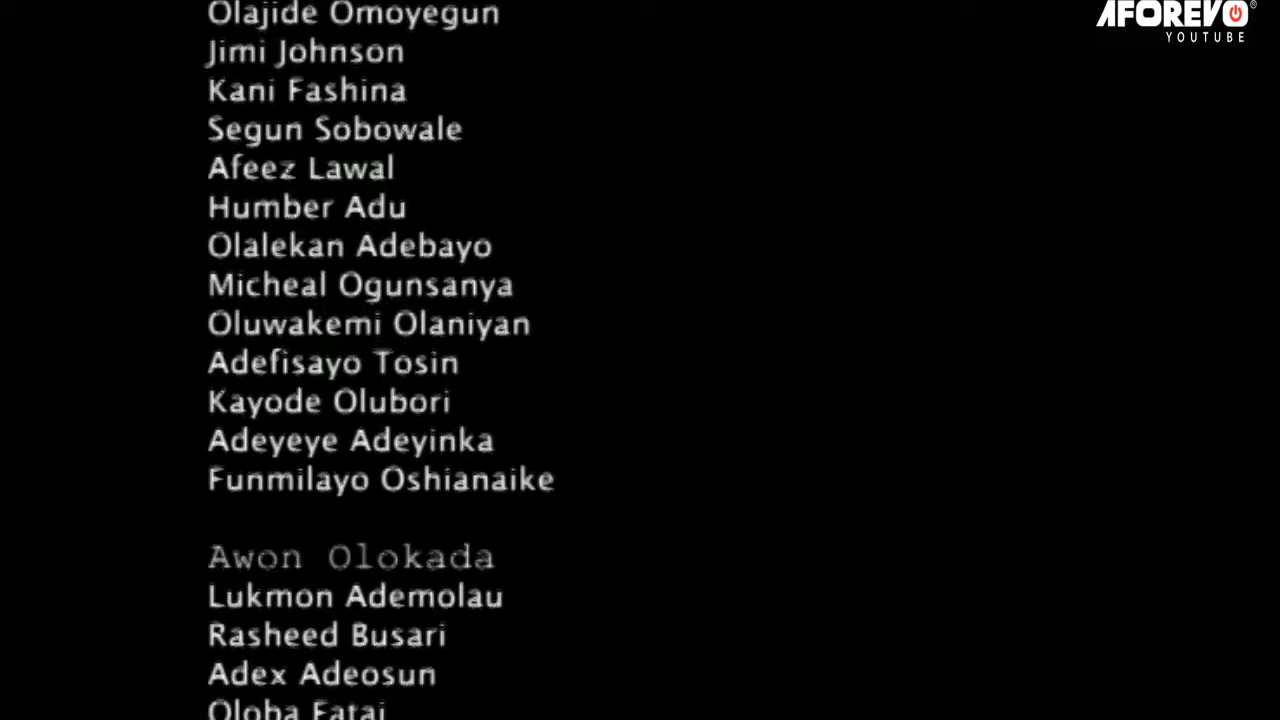 Olajide Omoyegun
AFOREVO
YOUTUBE
Jimi Johnson
Kani Fashina
Segun Sobowale
Afeez Lawal
Humber Adu
Olalekan Adebayo
Micheal Ogunsanya
Oluwakemi Olaniyan
Adefisayo Tosin
Kayode Olubori
Adeyeye Adeyinka
Funmilayo Oshianaike
Awon Olokada
Lukmon Ademolau
Rasheed Busari
Adex Adeosun
Oloba Fatai